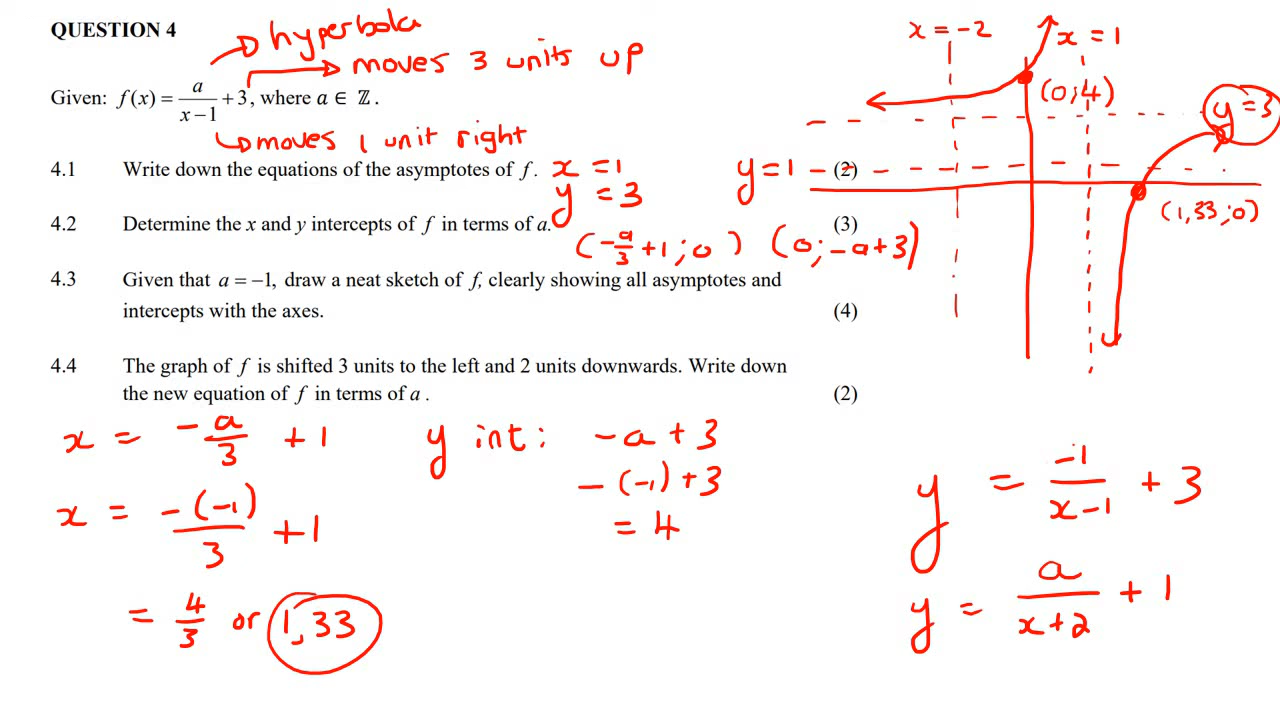 QUESTION 4
hyperbola
moves 3 units up
Given: f(x) = a/(x−1) + 3, where a ∈ ℤ.
moves 1 unit right
4.1 Write down the equations of the asymptotes of f. (2)
x = 1
y = 3
4.2 Determine the x and y intercepts of f in terms of a. (3)
(-a/3 + 1 ; 0) (0 ; -a+3)
4.3 Given that a = −1, draw a neat sketch of f, clearly showing all asymptotes and
intercepts with the axes. (4)
4.4 The graph of f is shifted 3 units to the left and 2 units downwards. Write down
the new equation of f in terms of a . (2)
x = -2
x = 1
(0;4)
y = 3
y = 1
(1,33 ; 0)
x = -a/3 + 1
x = -(-1)/3 + 1
= 4/3 or 1,33
y int: -a + 3
-(-1) + 3
= 4
y = -1/(x-1) + 3
y = a/(x+2) + 1